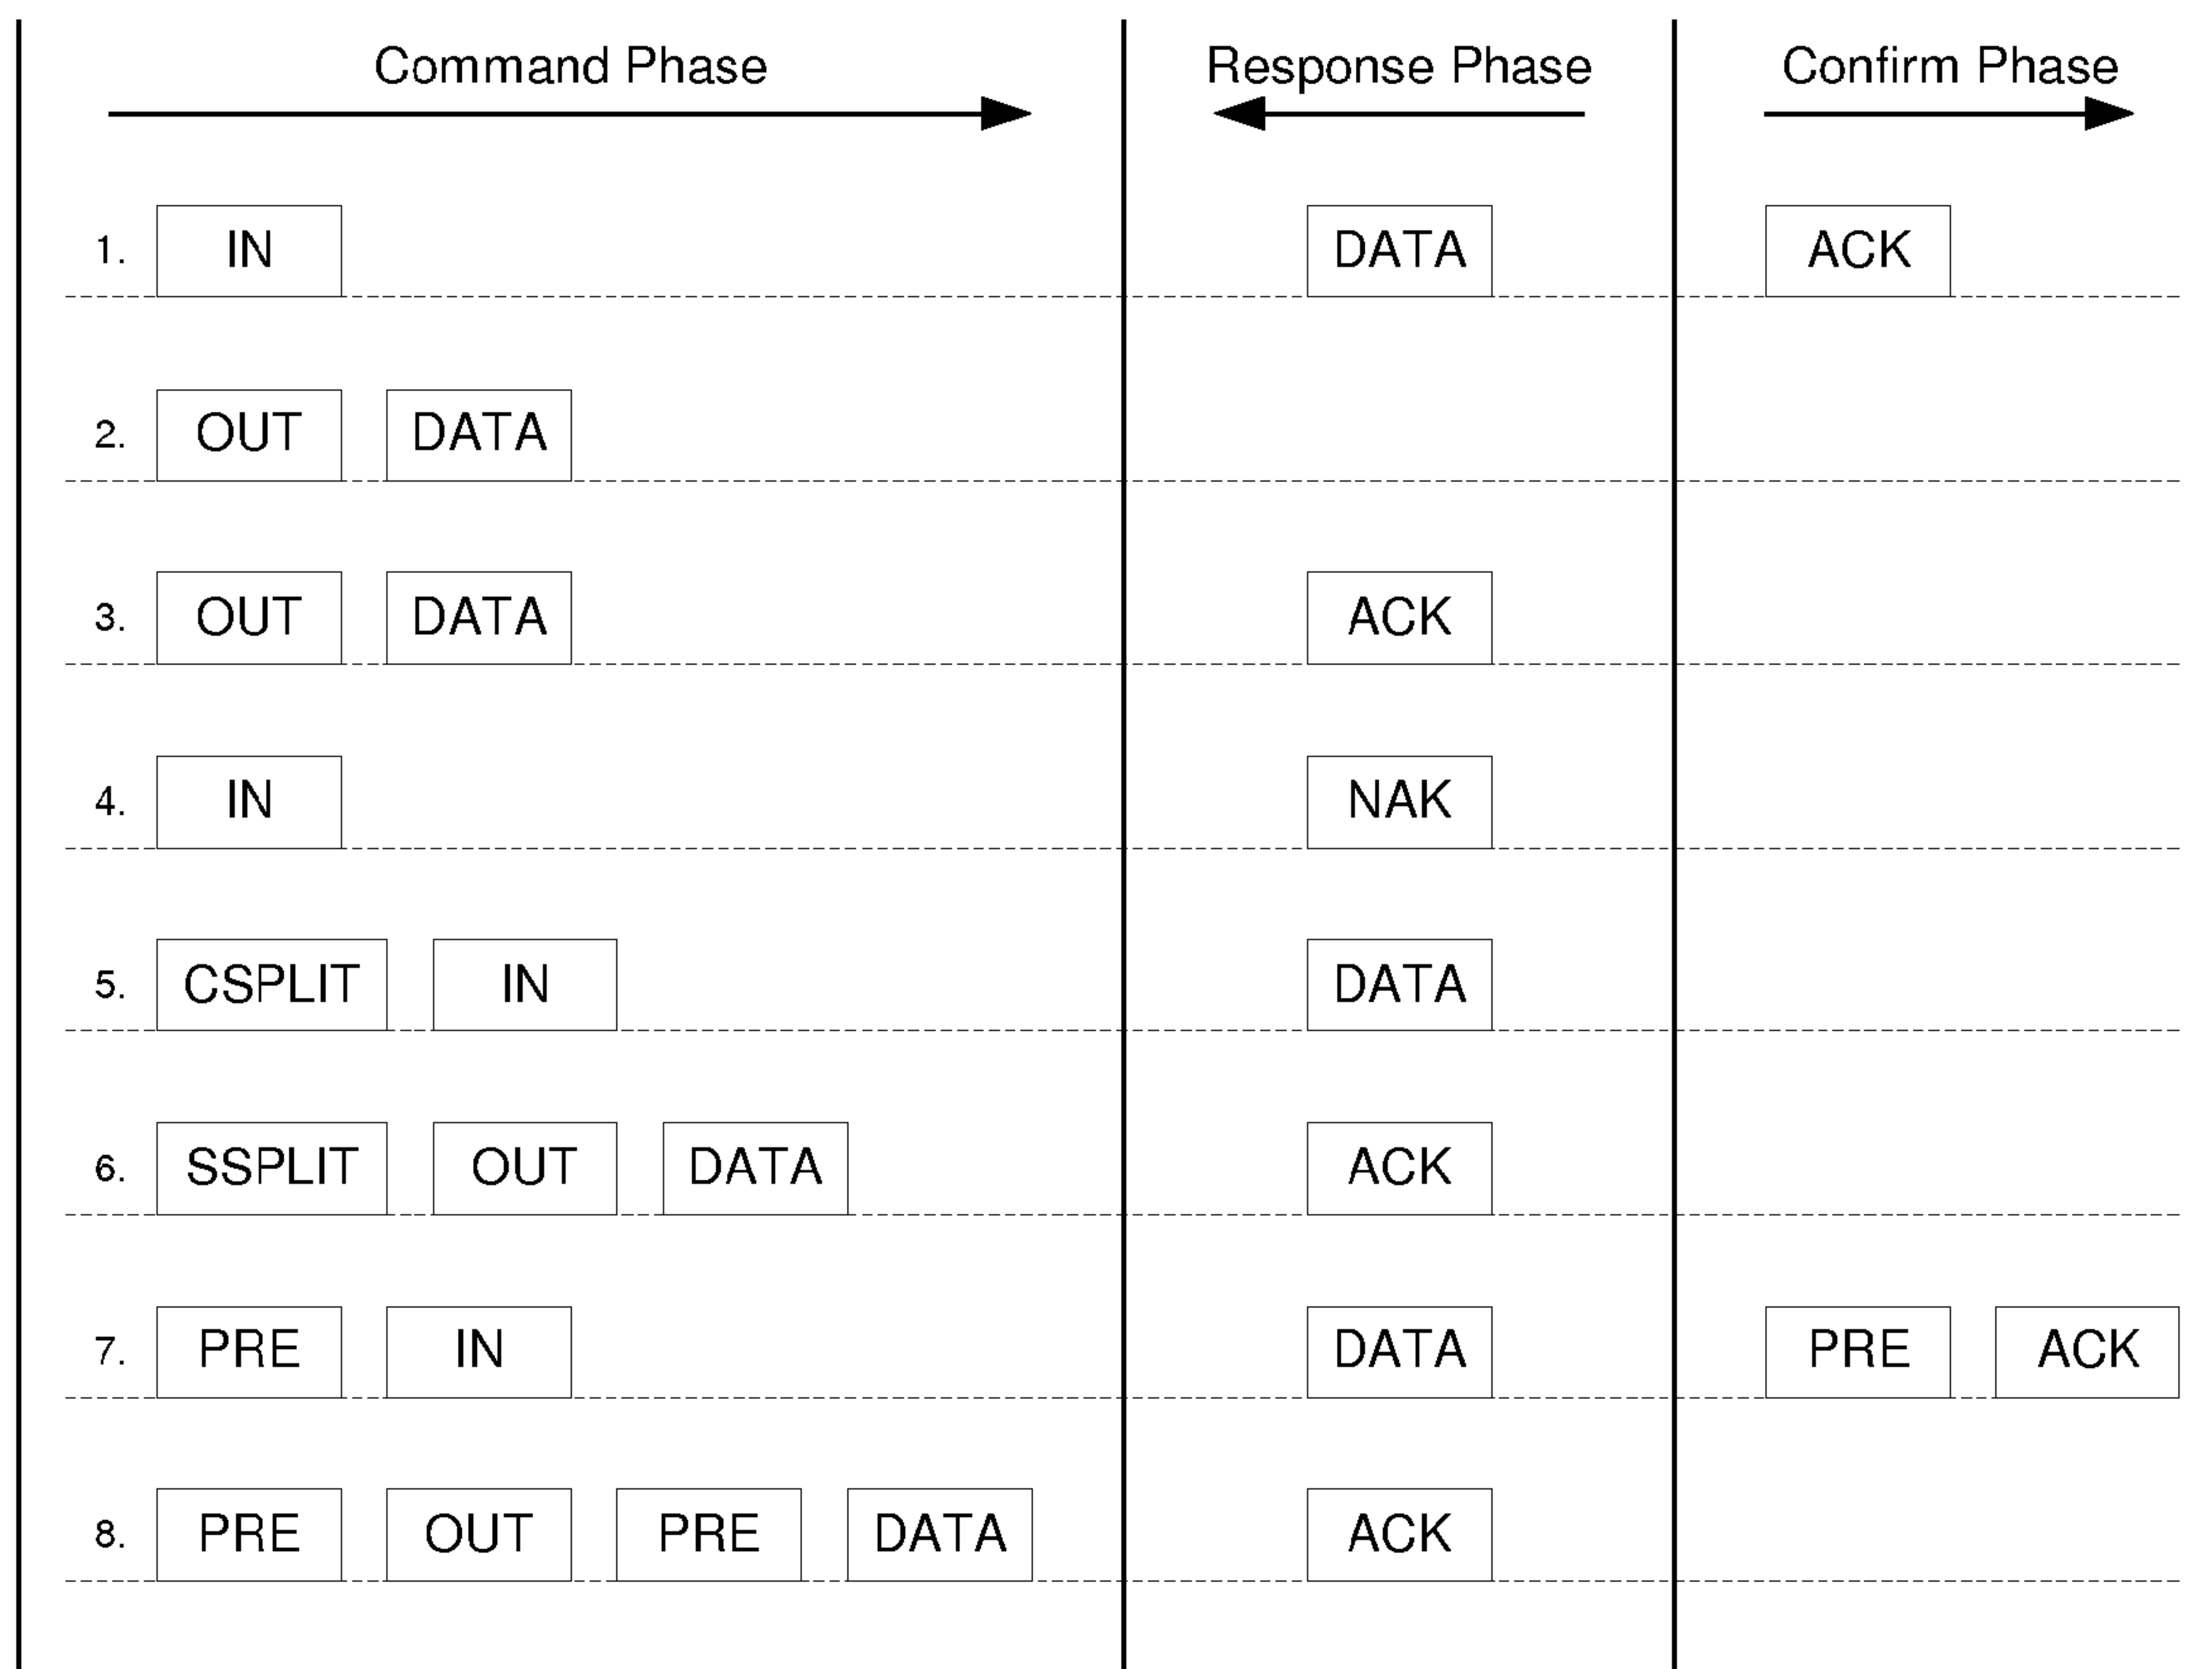 Command Phase Response Phase Confirm Phase
1. IN DATA ACK
2. OUT DATA
3. OUT DATA ACK
4. IN NAK
5. CSPLIT IN DATA
6. SSPLIT OUT DATA ACK
7. PRE IN DATA PRE ACK
8. PRE OUT PRE DATA ACK